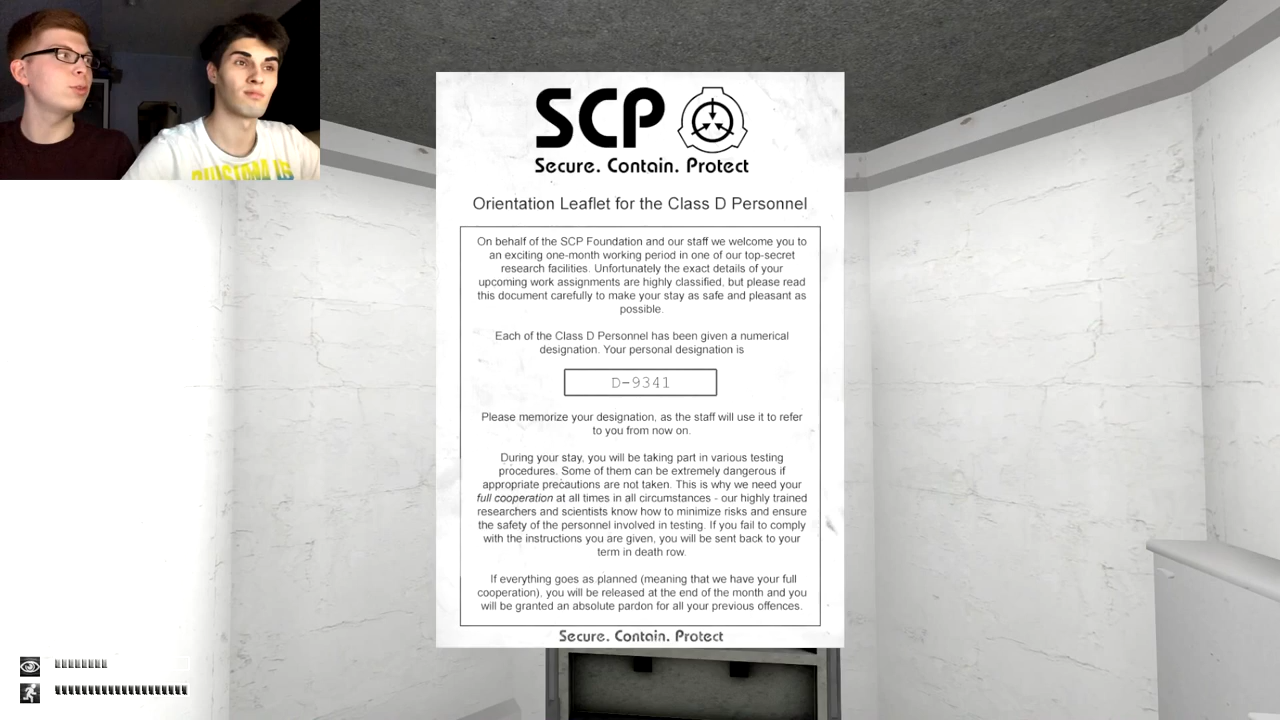 SCP
Secure. Contain. Protect
Orientation Leaflet for the Class D Personnel
On behalf of the SCP Foundation and our staff we welcome you to
an exciting one-month working period in one of our top-secret
research facilities. Unfortunately the exact details of your
upcoming work assignments are highly classified, but please read
this document carefully to make your stay as safe and pleasant as
possible.
Each of the Class D Personnel has been given a numerical
designation. Your personal designation is
D-9341
Please memorize your designation, as the staff will use it to refer
to you from now on.
During your stay, you will be taking part in various testing
procedures. Some of them can be extremely dangerous if
appropriate precautions are not taken. This is why we need your
full cooperation at all times in all circumstances - our highly trained
researchers and scientists know how to minimize risks and ensure
the safety of the personnel involved in testing. If you fail to comply
with the instructions you are given, you will be sent back to your
term in death row.
If everything goes as planned (meaning that we have your full
cooperation), you will be released at the end of the month and you
will be granted an absolute pardon for all your previous offences.
Secure. Contain. Protect